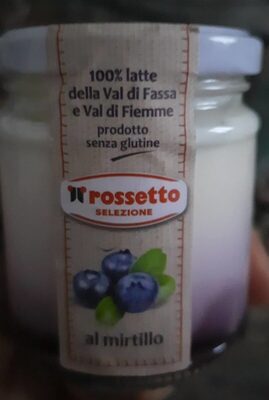 100% latte
della Val di Fassa
e Val di Fiemme
prodotto
senza glutine
rossetto
SELEZIONE
al mirtillo